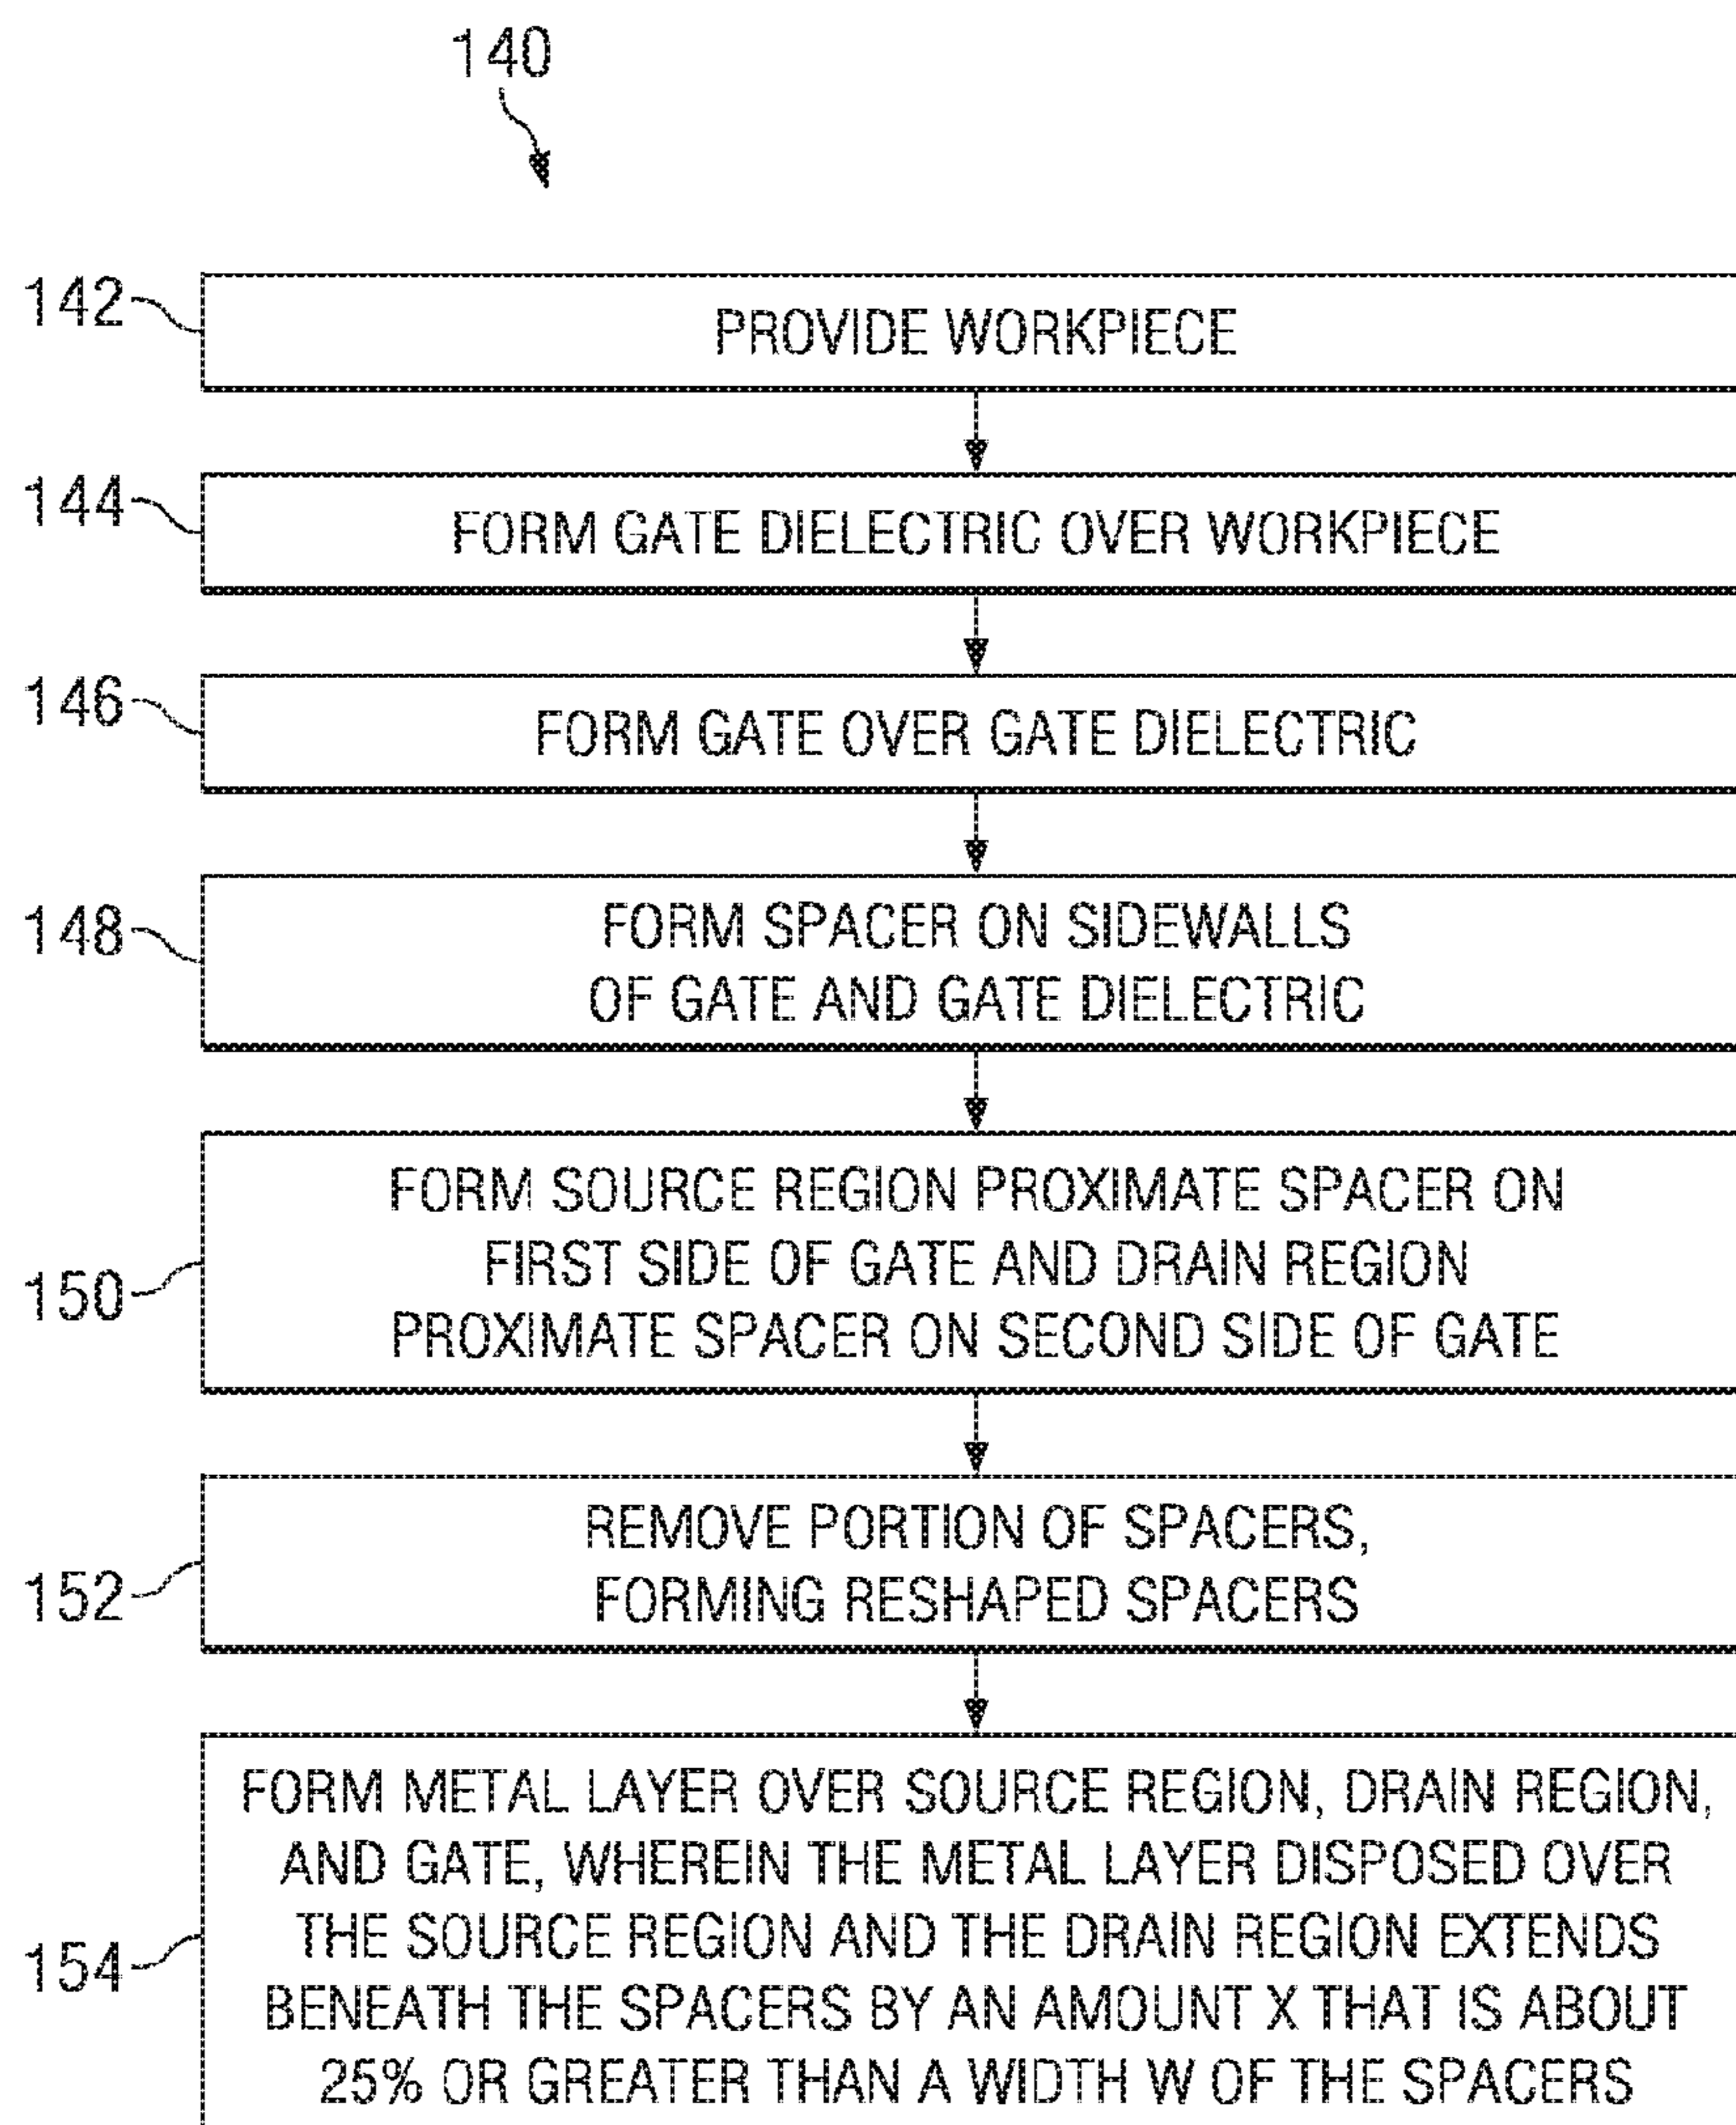 140
142
PROVIDE WORKPIECE
144
FORM GATE DIELECTRIC OVER WORKPIECE
146
FORM GATE OVER GATE DIELECTRIC
148
FORM SPACER ON SIDEWALLS
OF GATE AND GATE DIELECTRIC
150
FORM SOURCE REGION PROXIMATE SPACER ON
FIRST SIDE OF GATE AND DRAIN REGION
PROXIMATE SPACER ON SECOND SIDE OF GATE
152
REMOVE PORTION OF SPACERS,
FORMING RESHAPED SPACERS
154
FORM METAL LAYER OVER SOURCE REGION, DRAIN REGION,
AND GATE, WHEREIN THE METAL LAYER DISPOSED OVER
THE SOURCE REGION AND THE DRAIN REGION EXTENDS
BENEATH THE SPACERS BY AN AMOUNT X THAT IS ABOUT
25% OR GREATER THAN A WIDTH W OF THE SPACERS